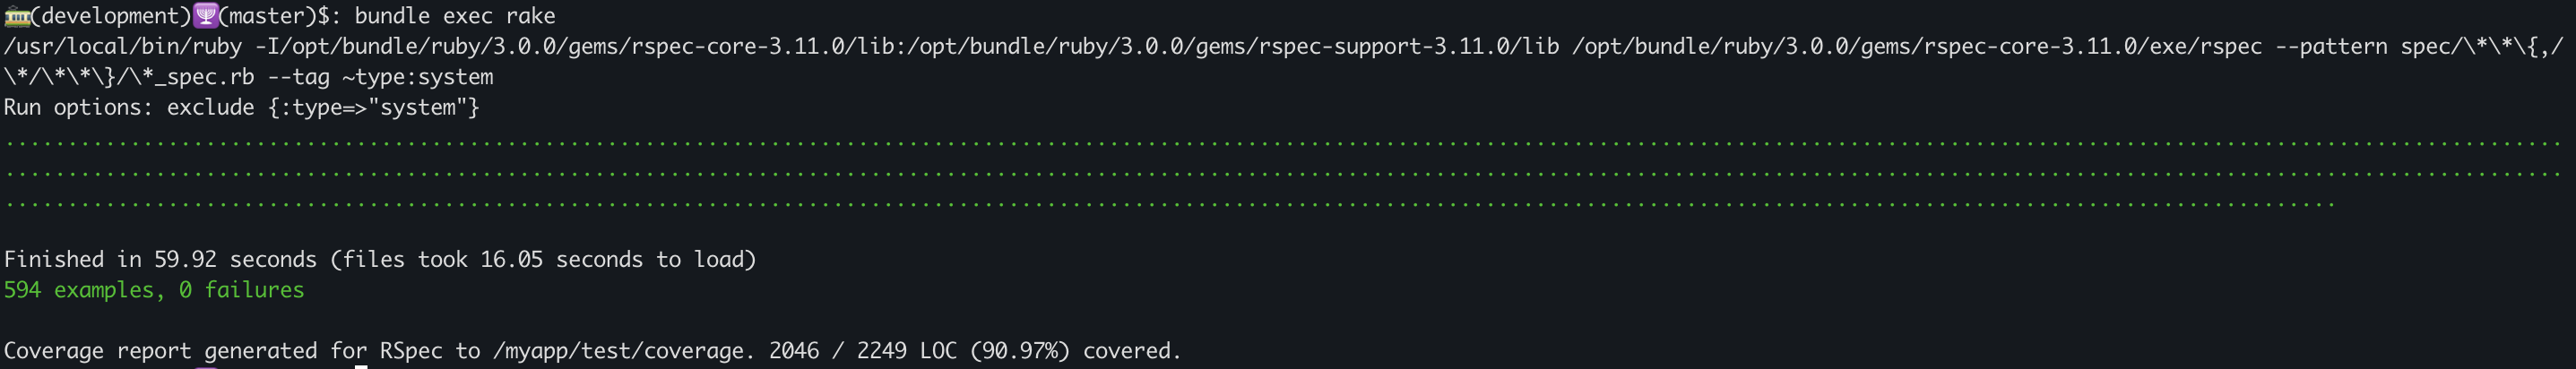 🚋(development)🕎(master)$: bundle exec rake
/usr/local/bin/ruby -I/opt/bundle/ruby/3.0.0/gems/rspec-core-3.11.0/lib:/opt/bundle/ruby/3.0.0/gems/rspec-support-3.11.0/lib /opt/bundle/ruby/3.0.0/gems/rspec-core-3.11.0/exe/rspec --pattern spec/\*\*\{,/
\*/\*\*\}/\*_spec.rb --tag ~type:system
Run options: exclude {:type=>"system"}
............................................................................................................................................................................................................
............................................................................................................................................................................................................
..........................................................................................................................................................................................
Finished in 59.92 seconds (files took 16.05 seconds to load)
594 examples, 0 failures
Coverage report generated for RSpec to /myapp/test/coverage. 2046 / 2249 LOC (90.97%) covered.